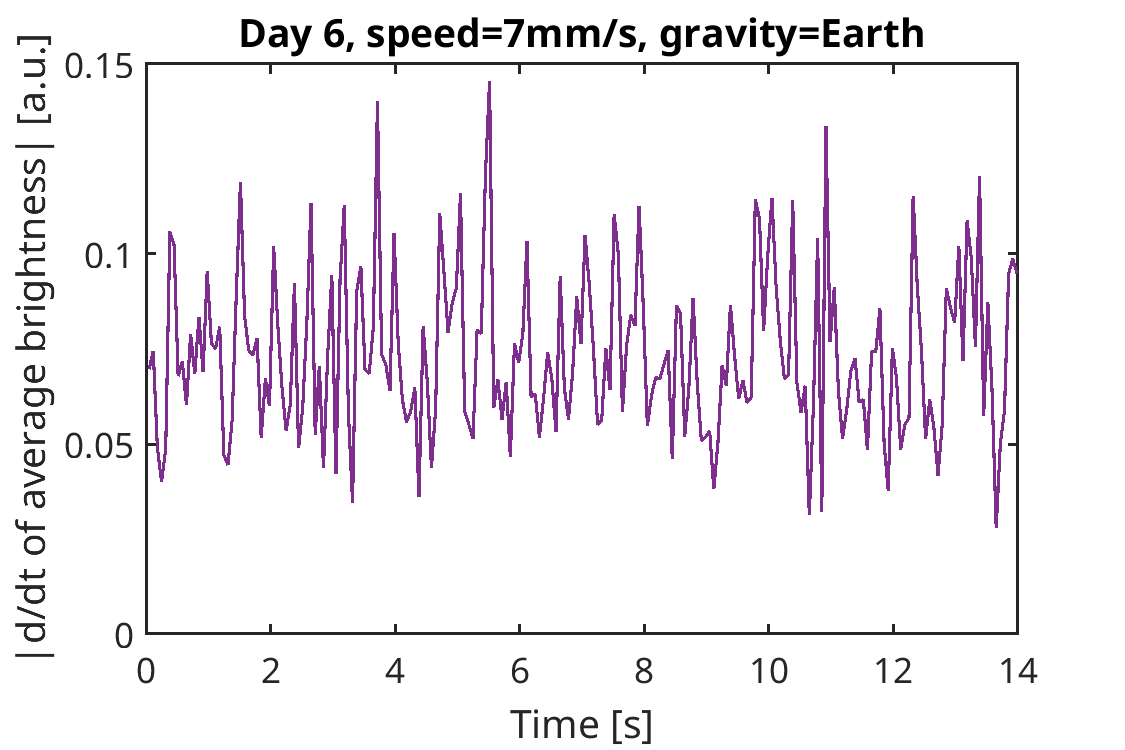 Day 6, speed=7mm/s, gravity=Earth
|d/dt of average brightness| [a.u.]
0.15
0.1
0.05
0
0 2 4 6 8 10 12 14
Time [s]